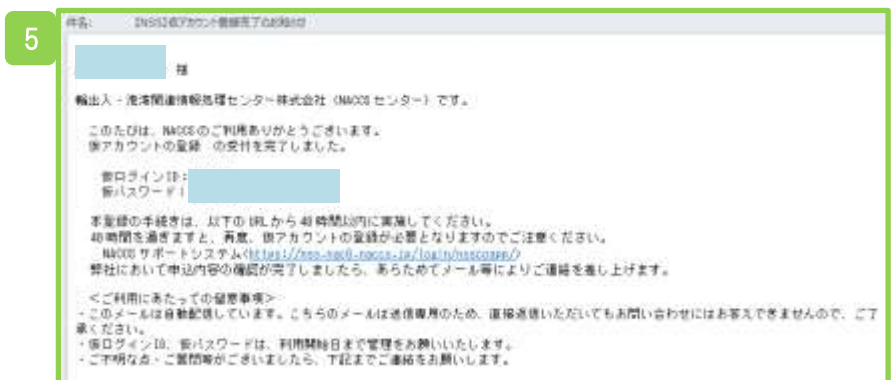 5
件名: [NSS]仮アカウント登録完了のお知らせ
様
輸出入・港湾関連情報処理センター株式会社（NACCSセンター）です。
このたびは、NACCSのご利用ありがとうございます。
仮アカウントの登録 の受付を完了しました。
仮ログインID：
仮パスワード：
本登録の手続きは、以下のURLから48時間以内に実施してください。
48時間を過ぎますと、再度、仮アカウントの登録が必要となりますのでご注意ください。
NACCSサポートシステム
弊社において申込内容の確認が完了しましたら、あらためてメール等によりご連絡を差し上げます。
＜ご利用にあたっての留意事項＞
・このメールは自動配信しています。こちらのメールは送信専用のため、直接返信いただいてもお問い合わせにはお答えできませんので、ご了
承ください。
・仮ログインID、仮パスワードは、利用開始日まで管理をお願いいたします。
・ご不明な点・ご質問等がございましたら、下記までご連絡をお願いします。